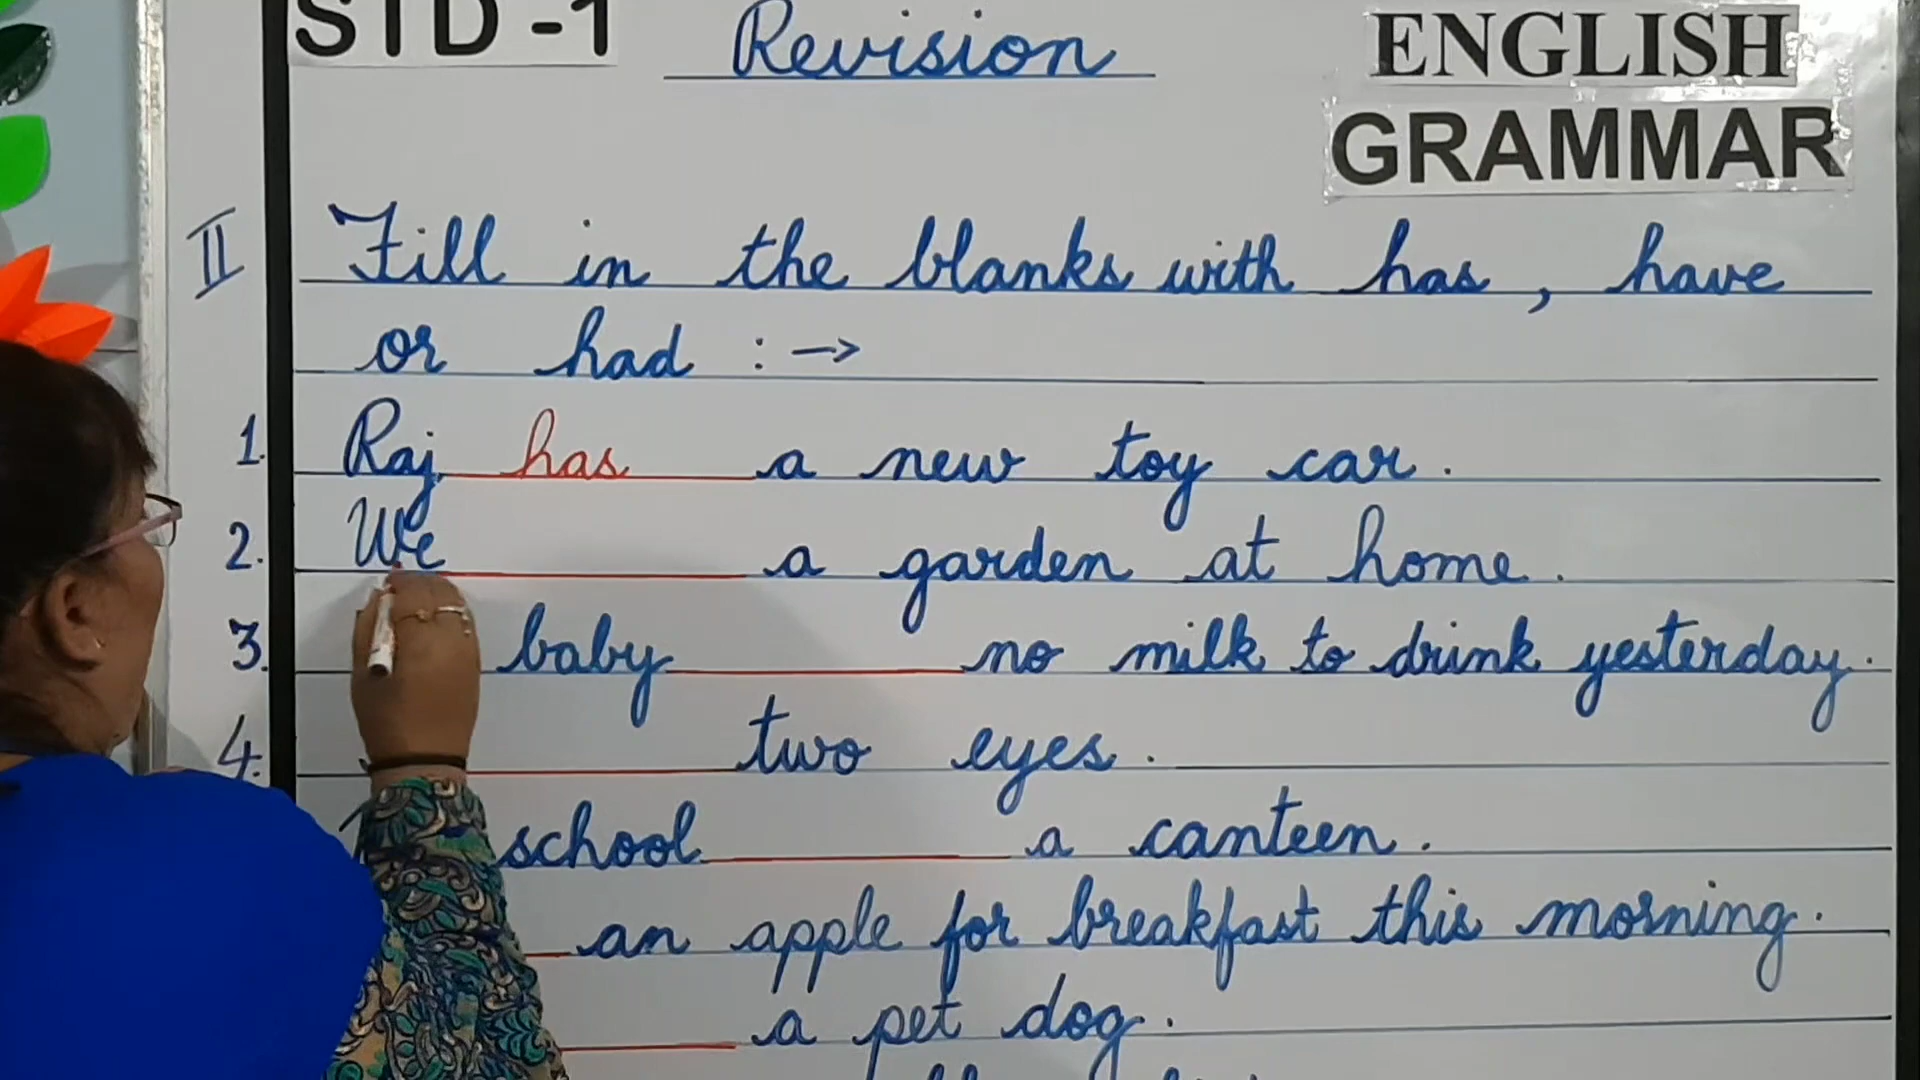 STD -1 Revision ENGLISH
GRAMMAR
II Fill in the blanks with has, have
or had :→
1. Raj has a new toy car.
2. We a garden at home.
3. baby no milk to drink yesterday.
4. two eyes.
school a canteen.
an apple for breakfast this morning.
a pet dog.